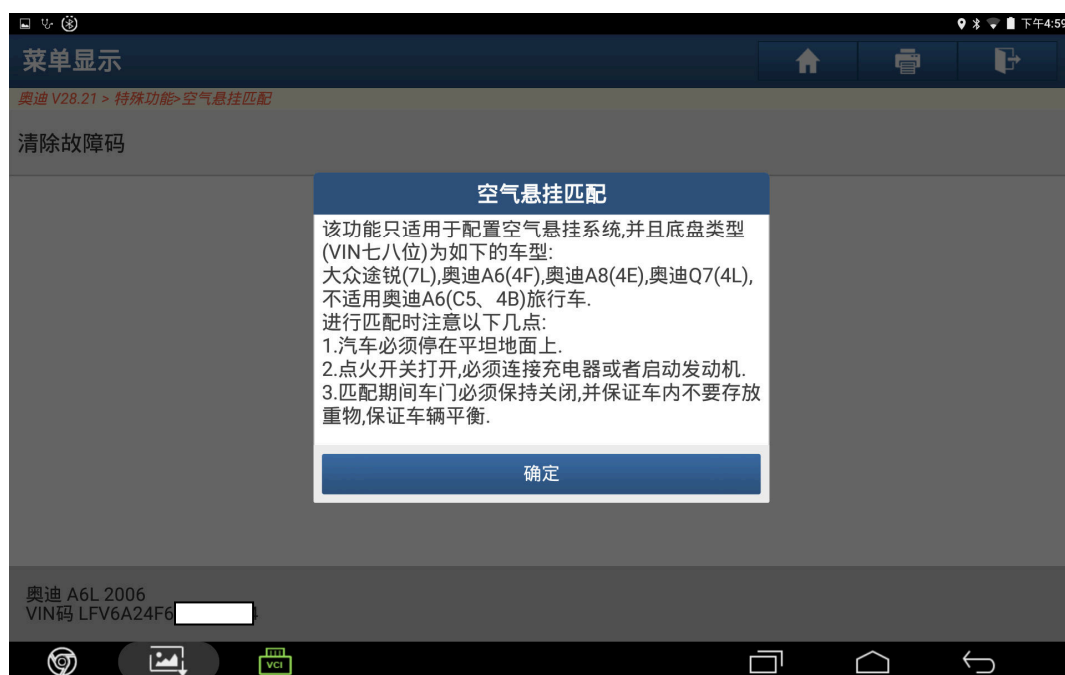 下午4:59
菜单显示
奥迪 V28.21 > 特殊功能>空气悬挂匹配
清除故障码
空气悬挂匹配
该功能只适用于配置空气悬挂系统,并且底盘类型
(VIN七八位)为如下的车型:
大众途锐(7L),奥迪A6(4F),奥迪A8(4E),奥迪Q7(4L),
不适用奥迪A6(C5、4B)旅行车.
进行匹配时注意以下几点:
1.汽车必须停在平坦地面上.
2.点火开关打开,必须连接充电器或者启动发动机.
3.匹配期间车门必须保持关闭,并保证车内不要存放
重物,保证车辆平衡.
确定
奥迪 A6L 2006
VIN码 LFV6A24F6
VCI